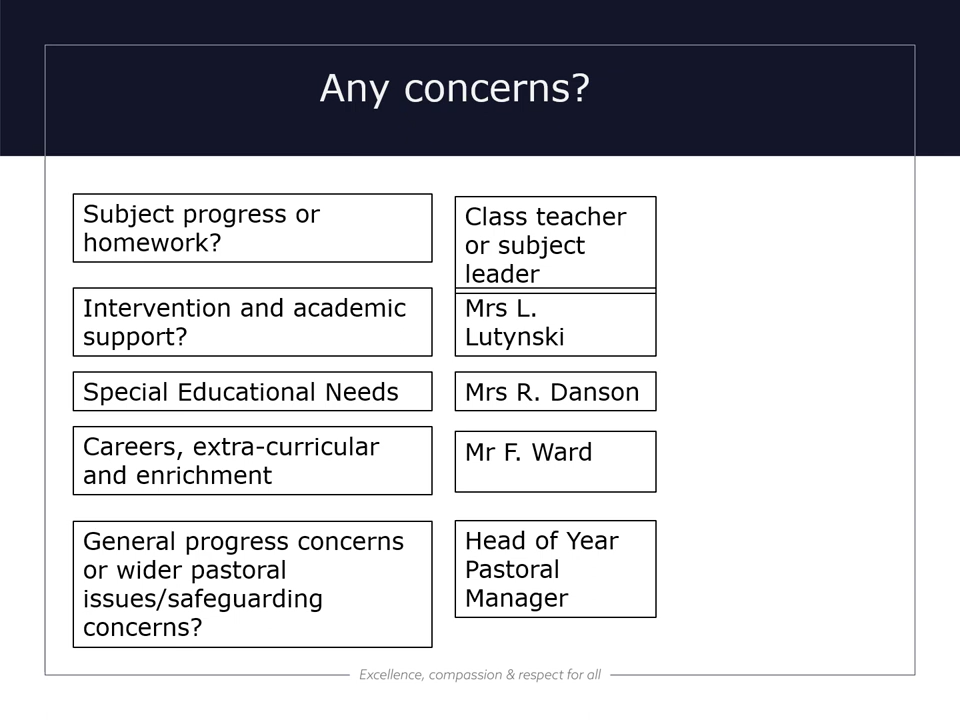 Any concerns?
Subject progress or
homework?
Class teacher
or subject
leader
Intervention and academic
support?
Mrs L.
Lutynski
Special Educational Needs
Mrs R. Danson
Careers, extra-curricular
and enrichment
Mr F. Ward
General progress concerns
or wider pastoral
issues/safeguarding
concerns?
Head of Year
Pastoral
Manager
Excellence, compassion & respect for all